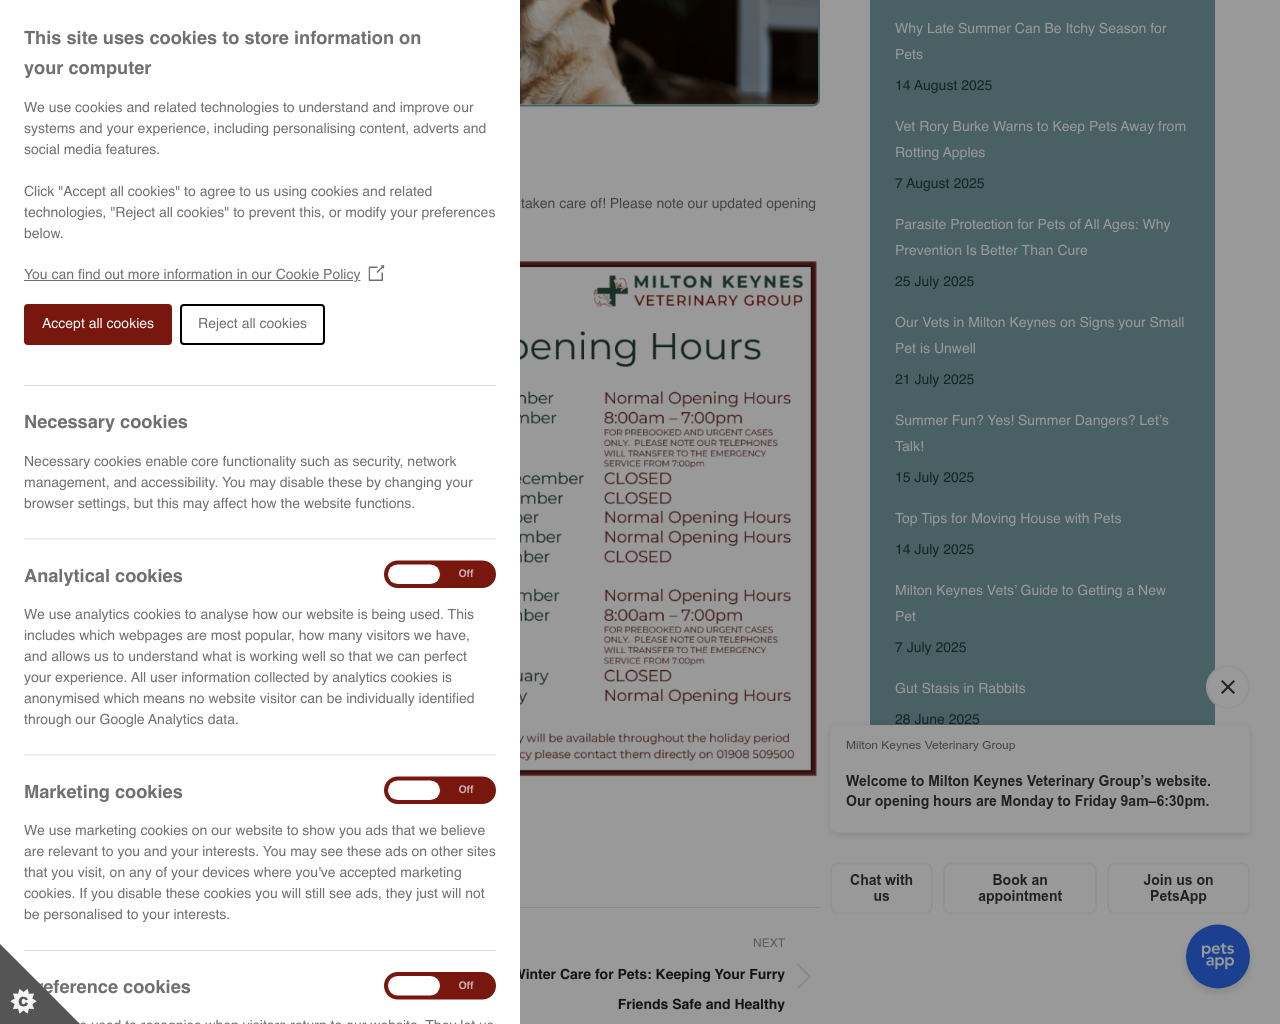 This site uses cookies to store information on
your computer
We use cookies and related technologies to understand and improve our
systems and your experience, including personalising content, adverts and
social media features.
Click "Accept all cookies" to agree to us using cookies and related
technologies, "Reject all cookies" to prevent this, or modify your preferences
below.
You can find out more information in our Cookie Policy
Accept all cookies
Reject all cookies
Necessary cookies
Necessary cookies enable core functionality such as security, network
management, and accessibility. You may disable these by changing your
browser settings, but this may affect how the website functions.
Analytical cookies
Off
We use analytics cookies to analyse how our website is being used. This
includes which webpages are most popular, how many visitors we have,
and allows us to understand what is working well so that we can perfect
your experience. All user information collected by analytics cookies is
anonymised which means no website visitor can be individually identified
through our Google Analytics data.
Marketing cookies
Off
We use marketing cookies on our website to show you ads that we believe
are relevant to you and your interests. You may see these ads on other sites
that you visit, on any of your devices where you've accepted marketing
cookies. If you disable these cookies you will still see ads, they just will not
be personalised to your interests.
eference cookies
Off
used to recognise when visitors return to our website. They let us
taken care of! Please note our updated opening
MILTON KEYNES
VETERINARY GROUP
pening Hours
mber Normal Opening Hours
mber 8:00am – 7:00pm
FOR PREBOOKED AND URGENT CASES
ONLY. PLEASE NOTE OUR TELEPHONES
WILL TRANSFER TO THE EMERGENCY
SERVICE FROM 7:00pm
ecember CLOSED
mber CLOSED
ber Normal Opening Hours
mber Normal Opening Hours
ber CLOSED
mber Normal Opening Hours
ber 8:00am – 7:00pm
FOR PREBOOKED AND URGENT CASES
ONLY. PLEASE NOTE OUR TELEPHONES
WILL TRANSFER TO THE EMERGENCY
SERVICE FROM 7:00pm
uary CLOSED
y Normal Opening Hours
y will be available throughout the holiday period
cy please contact them directly on 01908 509500
NEXT
Winter Care for Pets: Keeping Your Furry
Friends Safe and Healthy
Why Late Summer Can Be Itchy Season for
Pets
14 August 2025
Vet Rory Burke Warns to Keep Pets Away from
Rotting Apples
7 August 2025
Parasite Protection for Pets of All Ages: Why
Prevention Is Better Than Cure
25 July 2025
Our Vets in Milton Keynes on Signs your Small
Pet is Unwell
21 July 2025
Summer Fun? Yes! Summer Dangers? Let's
Talk!
15 July 2025
Top Tips for Moving House with Pets
14 July 2025
Milton Keynes Vets' Guide to Getting a New
Pet
7 July 2025
Gut Stasis in Rabbits
28 June 2025
Milton Keynes Veterinary Group
Welcome to Milton Keynes Veterinary Group's website.
Our opening hours are Monday to Friday 9am–6:30pm.
Chat with
us
Book an
appointment
Join us on
PetsApp
pets
app